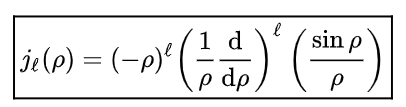 j_ℓ(ρ) = (−ρ)^ℓ (1/ρ d/dρ)^ℓ (sin ρ/ρ)